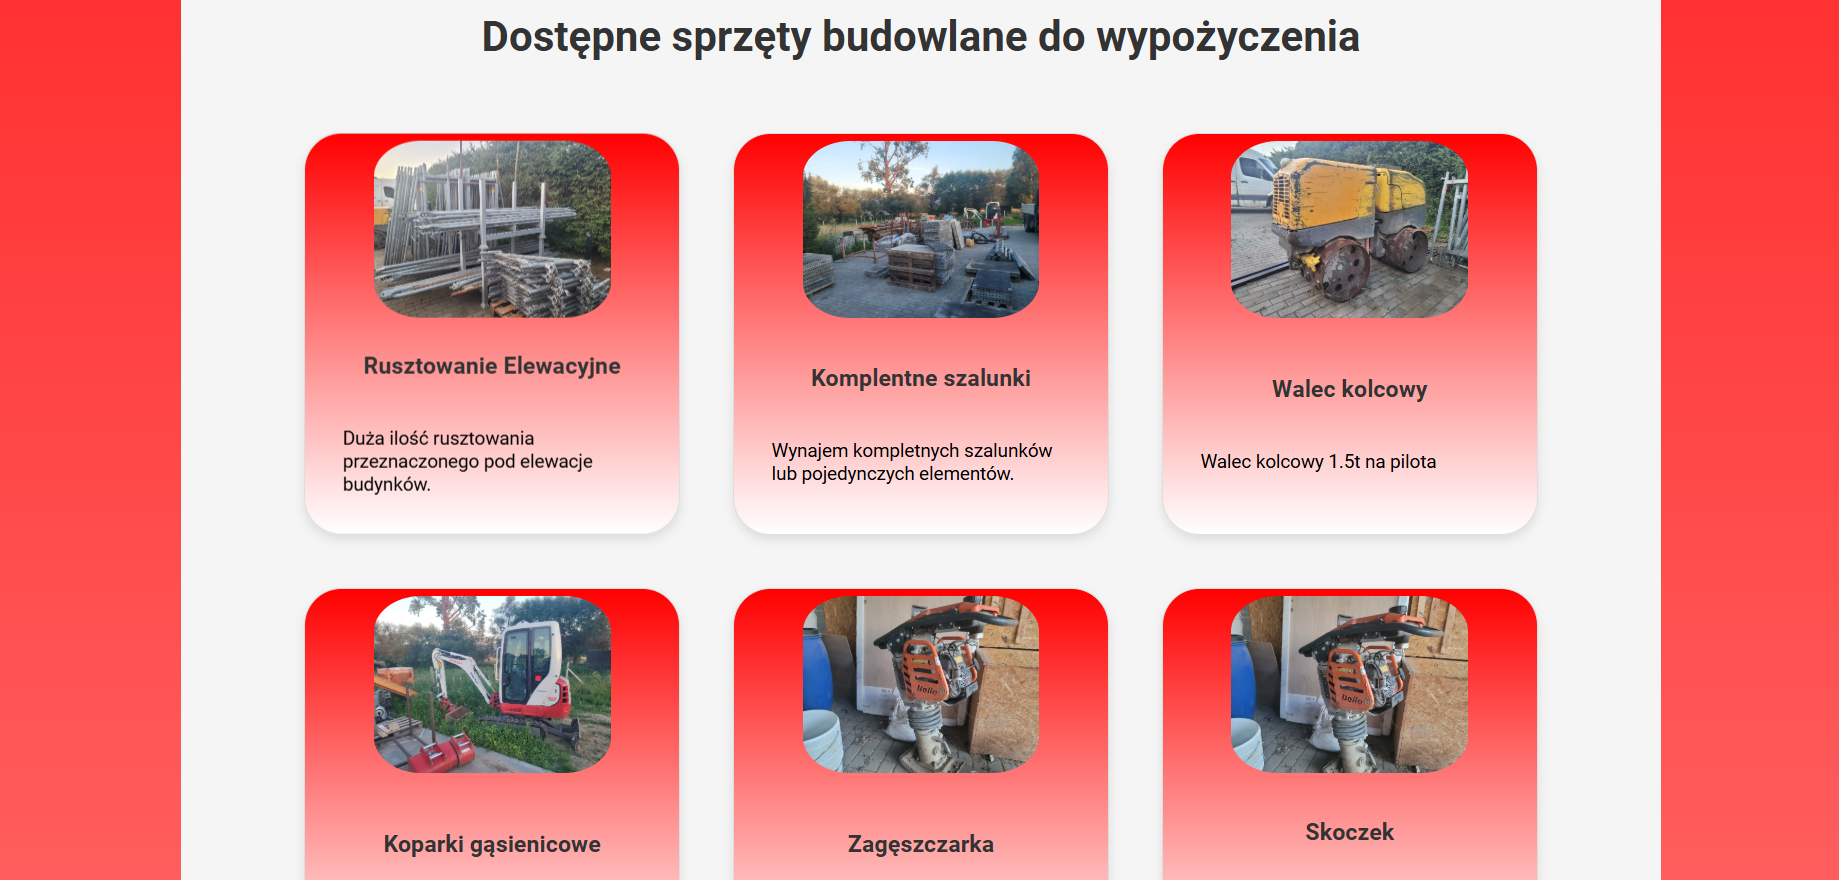 Dostępne sprzęty budowlane do wypożyczenia
Rusztowanie Elewacyjne
Duża ilość rusztowania
przeznaczonego pod elewacje
budynków.
Komplentne szalunki
Wynajem kompletnych szalunków
lub pojedynczych elementów.
Walec kolcowy
Walec kolcowy 1.5t na pilota
Koparki gąsienicowe
Zagęszczarka
Skoczek